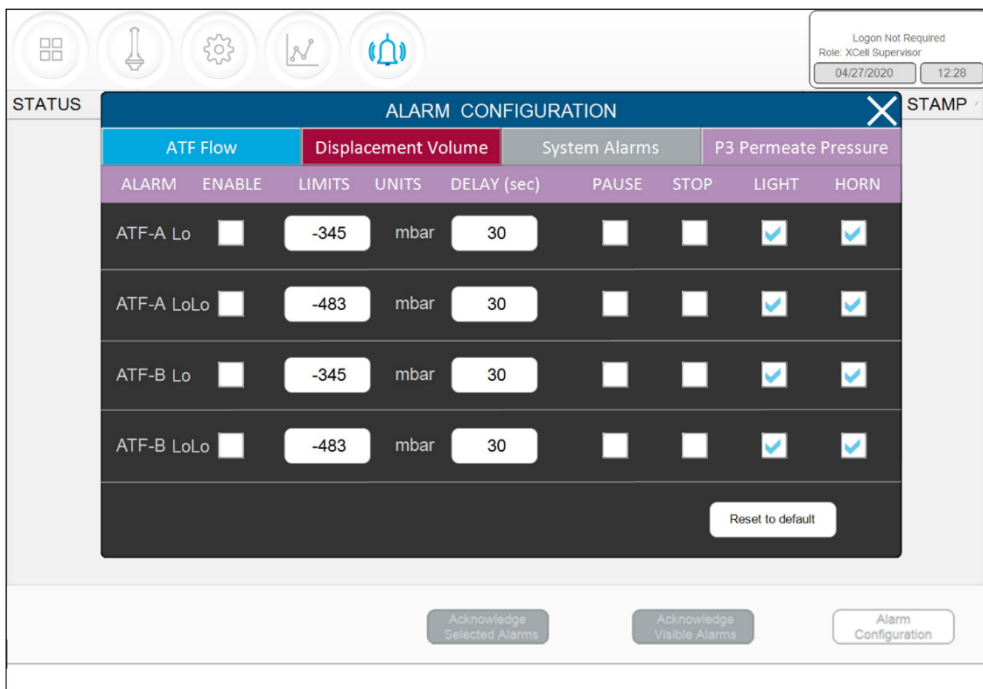 Logon Not Required
Role: XCell Supervisor
04/27/2020 12:28
STATUS STAMP
ALARM CONFIGURATION
ATF Flow Displacement Volume System Alarms P3 Permeate Pressure
ALARM ENABLE LIMITS UNITS DELAY (sec) PAUSE STOP LIGHT HORN
ATF-A Lo -345 mbar 30
ATF-A LoLo -483 mbar 30
ATF-B Lo -345 mbar 30
ATF-B LoLo -483 mbar 30
Reset to default
Acknowledge Acknowledge Alarm
Selected Alarms Visible Alarms Configuration